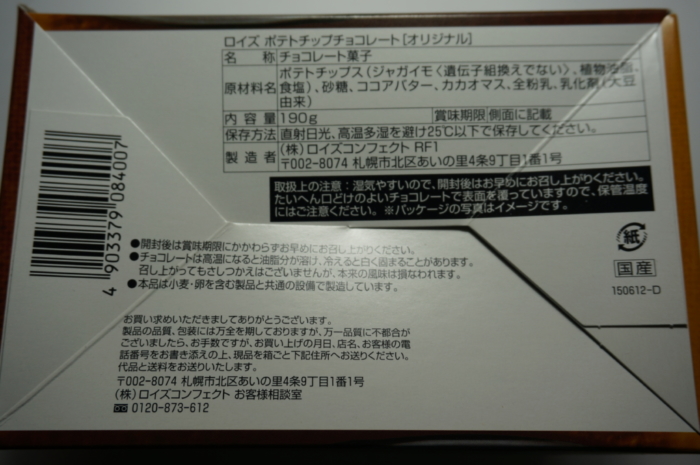 ロイズ ポテトチップチョコレート[オリジナル]
名 称 チョコレート菓子
原材料名 ポテトチップス(ジャガイモ〈遺伝子組換えでない〉、植物油脂、
食塩)、砂糖、ココアバター、カカオマス、全粉乳、乳化剤(大豆
由来)
内 容 量 190g 賞味期限 側面に記載
保存方法 直射日光、高温多湿を避け25℃以下で保存してください。
製 造 者 (株)ロイズコンフェクト RF1
〒002-8074 札幌市北区あいの里4条9丁目1番1号
取扱上の注意:湿気やすいので、開封後はお早めにお召し上がりください。
たいへん口どけのよいチョコレートで表面を覆っていますので、保管温度
にはご注意ください。※パッケージの写真はイメージです。
4 903379 084007
●開封後は賞味期限にかかわらずお早めにお召し上がりください。
●チョコレートは高温になると油脂分が溶け、冷えると白く固まることがあります。
召し上がってもさしつかえはございませんが、本来の風味は損なわれます。
●本品は小麦・卵を含む製品と共通の設備で製造しています。
紙
国産
150612-D
お買い求めいただきましてありがとうございます。
製品の品質、包装には万全を期しておりますが、万一品質に不都合が
ございましたら、お手数ですが、お買い上げの月日、店名、お客様の電
話番号をお書き添えの上、現品を箱ごと下記住所へお送りください。
代品と送料をお送りいたします。
〒002-8074 札幌市北区あいの里4条9丁目1番1号
(株)ロイズコンフェクト お客様相談室
0120-873-612